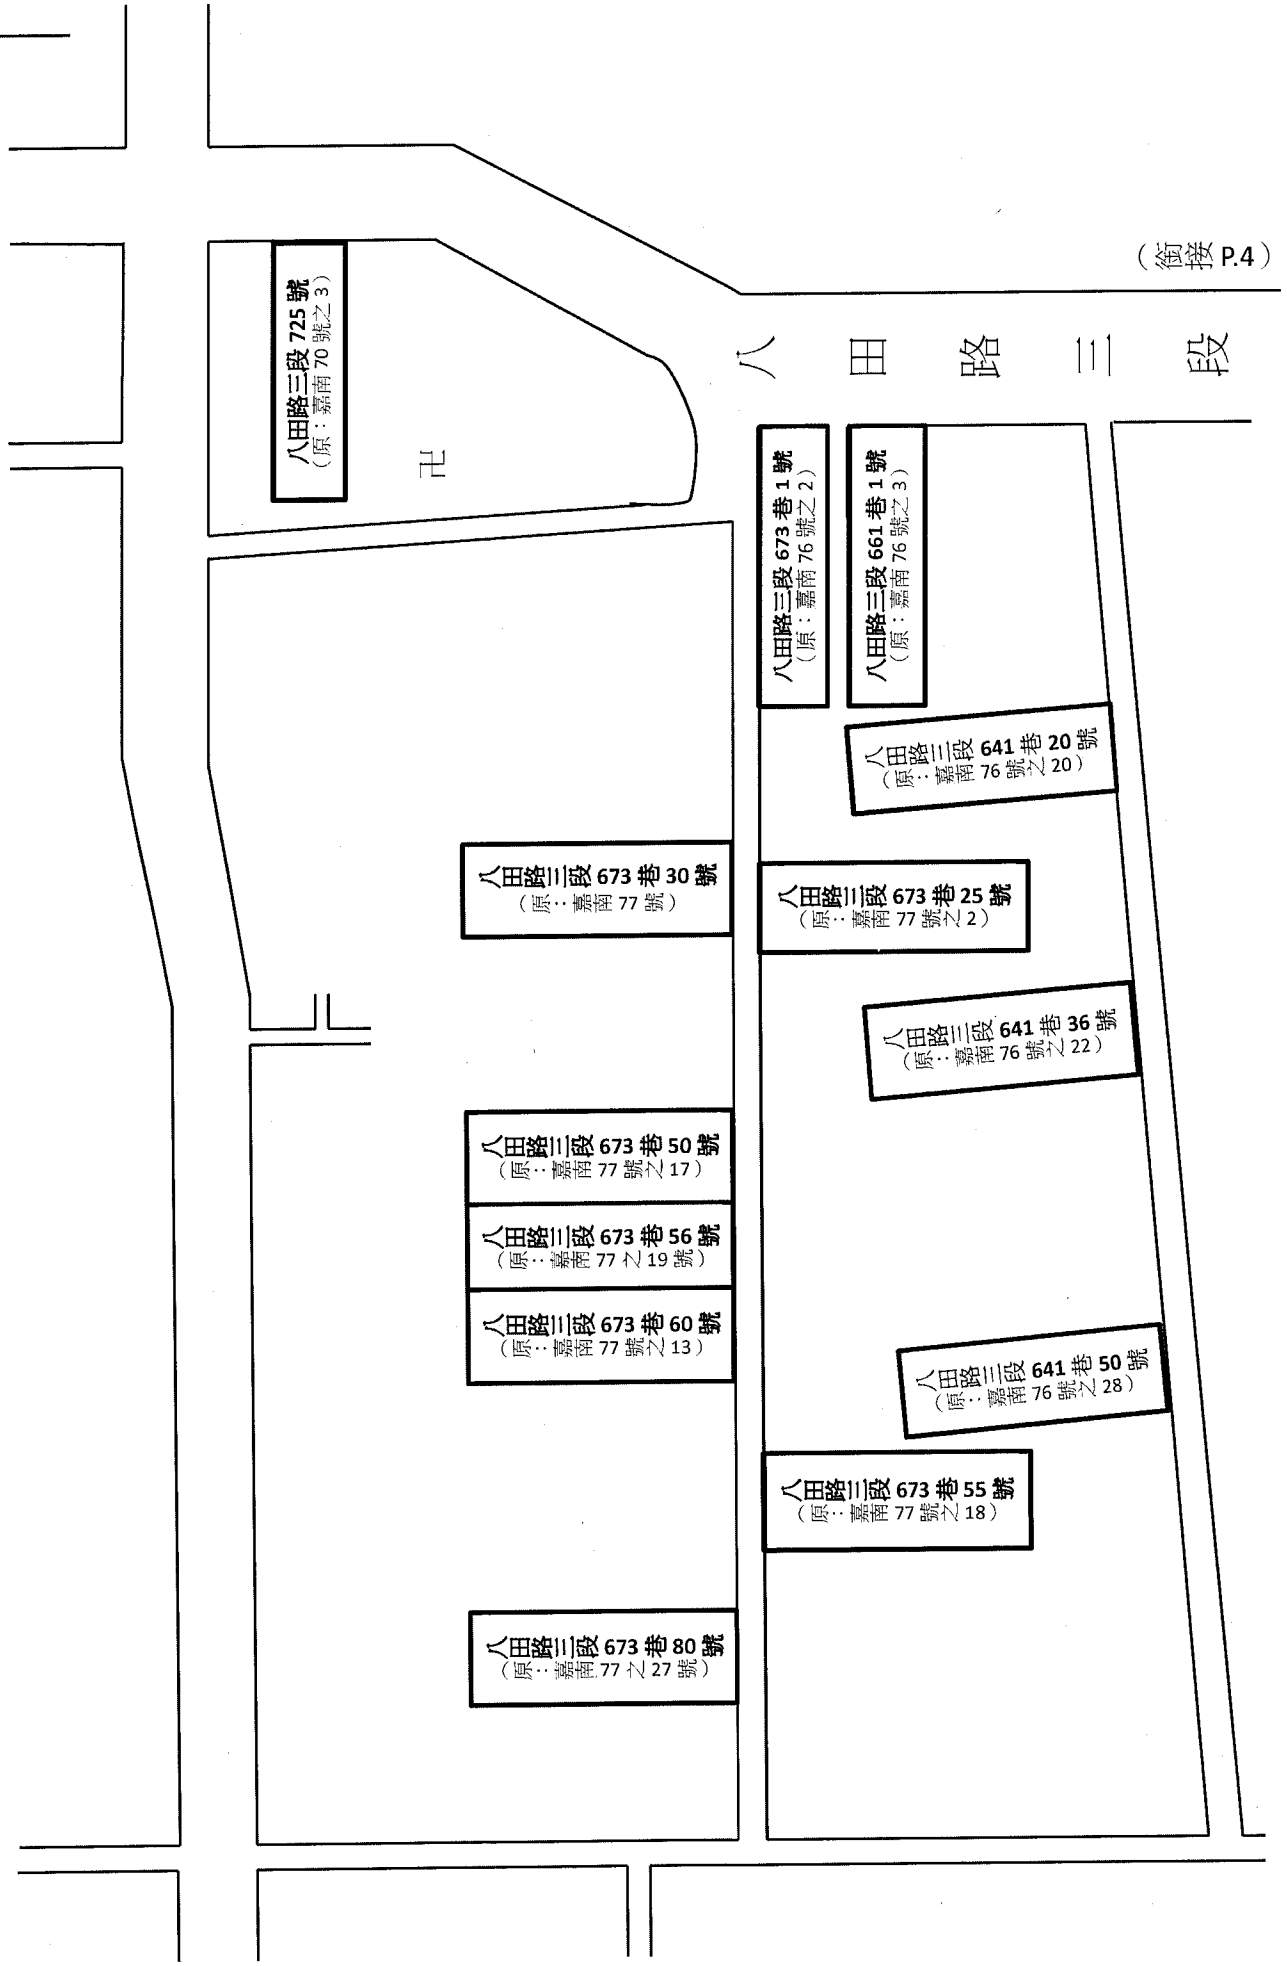 (銜接 P.4)
八田路三段
八田路三段 725 號
(原：嘉南 70 號之 3)
卍
八田路三段 673 巷 1 號
(原：嘉南 76 號之 2)
八田路三段 661 巷 1 號
(原：嘉南 76 號之 3)
八田路三段 641 巷 20 號
(原：嘉南 76 號之 20)
八田路三段 673 巷 30 號
(原：嘉南 77 號)
八田路三段 673 巷 25 號
(原：嘉南 77 號之 2)
八田路三段 641 巷 36 號
(原：嘉南 76 號之 22)
八田路三段 673 巷 50 號
(原：嘉南 77 號之 17)
八田路三段 673 巷 56 號
(原：嘉南 77 之 19 號)
八田路三段 673 巷 60 號
(原：嘉南 77 號之 13)
八田路三段 641 巷 50 號
(原：嘉南 76 號之 28)
八田路三段 673 巷 55 號
(原：嘉南 77 號之 18)
八田路三段 673 巷 80 號
(原：嘉南 77 之 27 號)